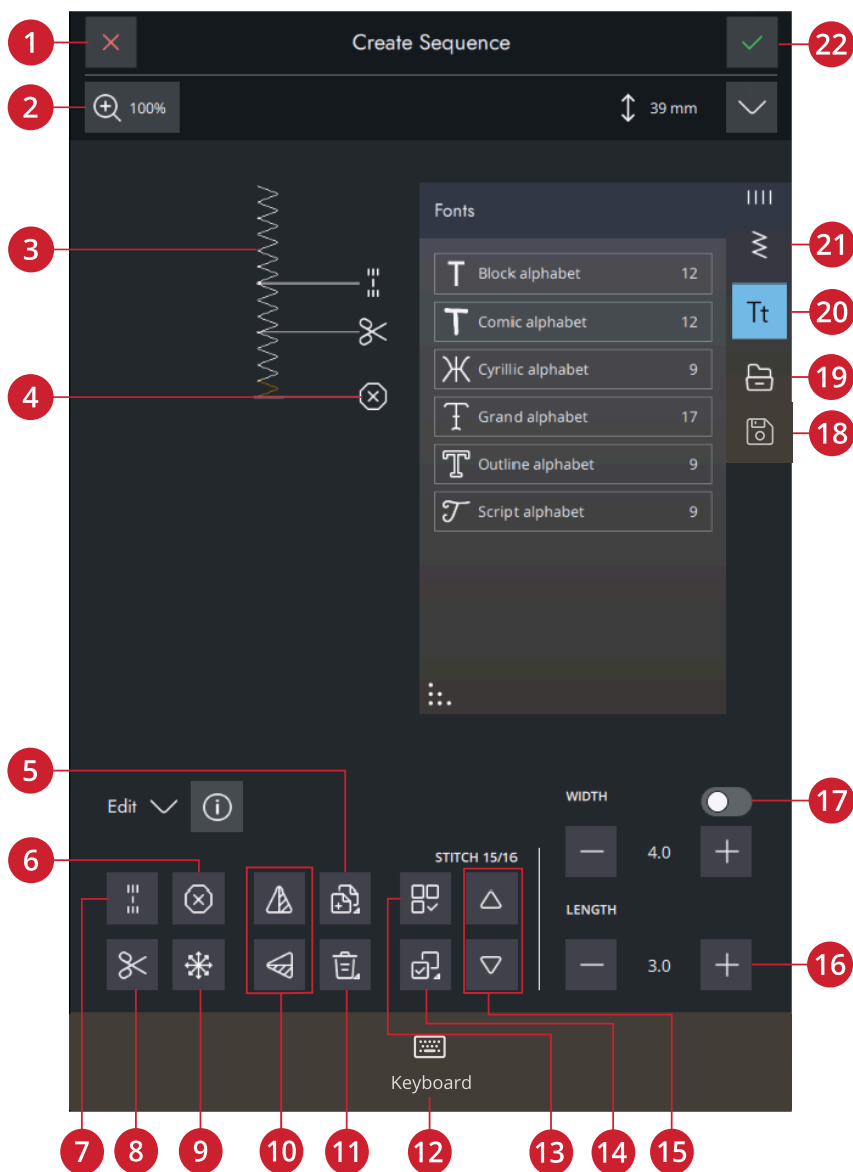 1
Create Sequence
22
2
100%
39 mm
3
Fonts
21
Block alphabet 12
20
Tt
Comic alphabet 12
4
Cyrillic alphabet 9
19
Grand alphabet 17
18
Outline alphabet 9
Script alphabet 9
5
Edit
WIDTH
17
6
STITCH 15/16
4.0
LENGTH
3.0
16
Keyboard
7
8
9
10
11
12
13
14
15